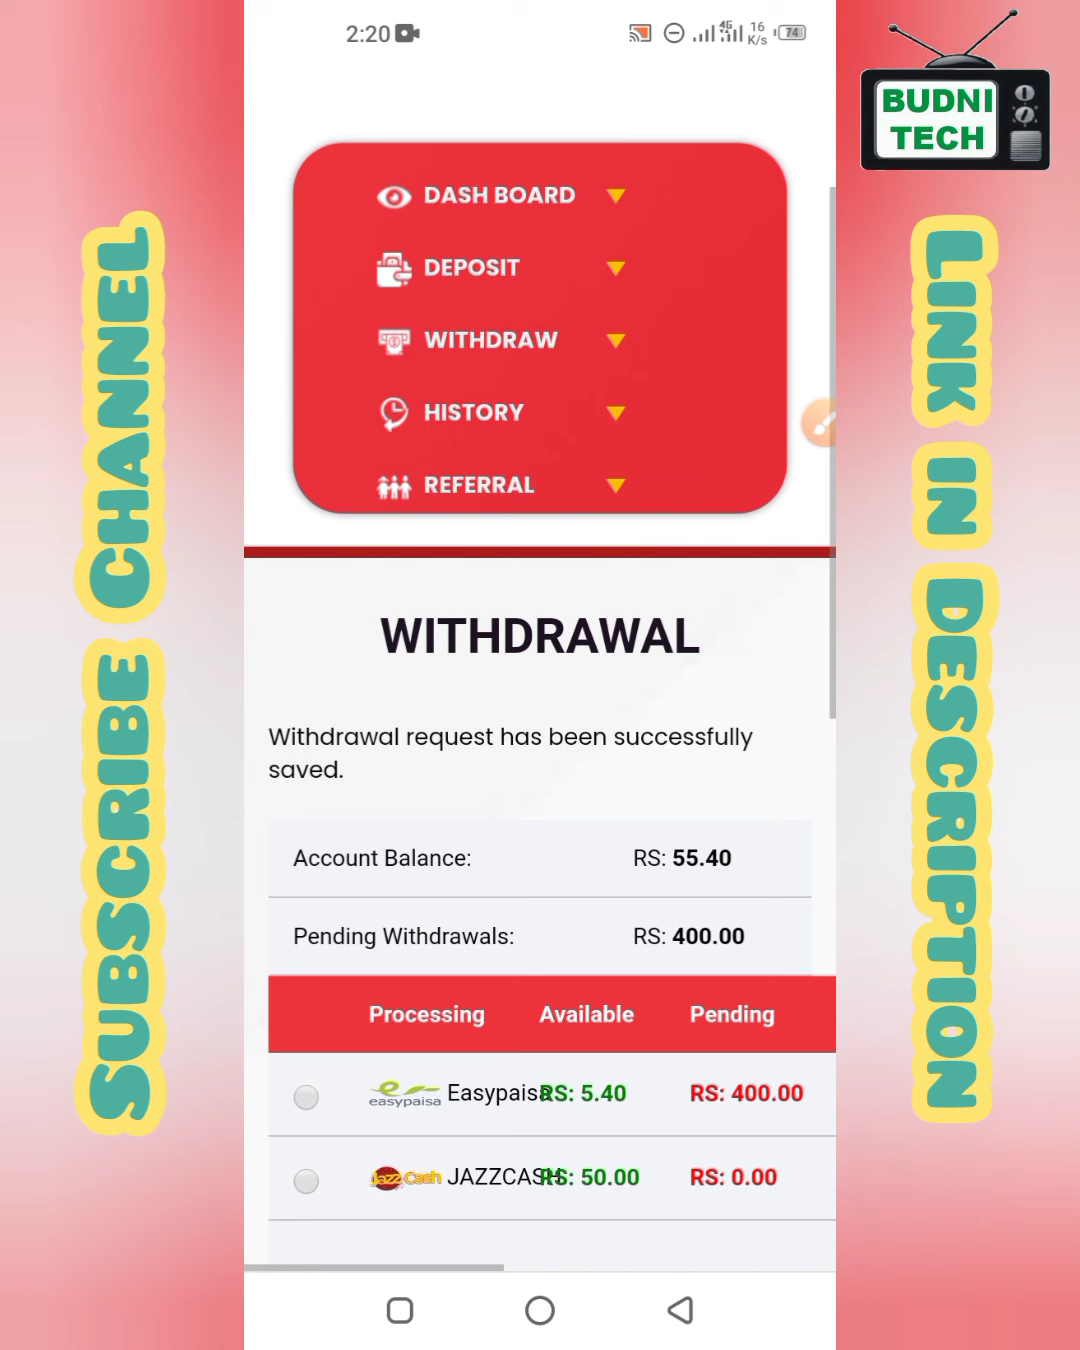 2:20
4G
16
K/s
74
BUDNI
TECH
DASH BOARD
DEPOSIT
WITHDRAW
HISTORY
REFERRAL
SUBSCRIBE CHANNEL
LINK IN DESCRIPTION
WITHDRAWAL
Withdrawal request has been successfully
saved.
Account Balance: RS: 55.40
Pending Withdrawals: RS: 400.00
Processing Available Pending
easypaisa Easypaisa RS: 5.40 RS: 400.00
JazzCash JAZZCASH RS: 50.00 RS: 0.00